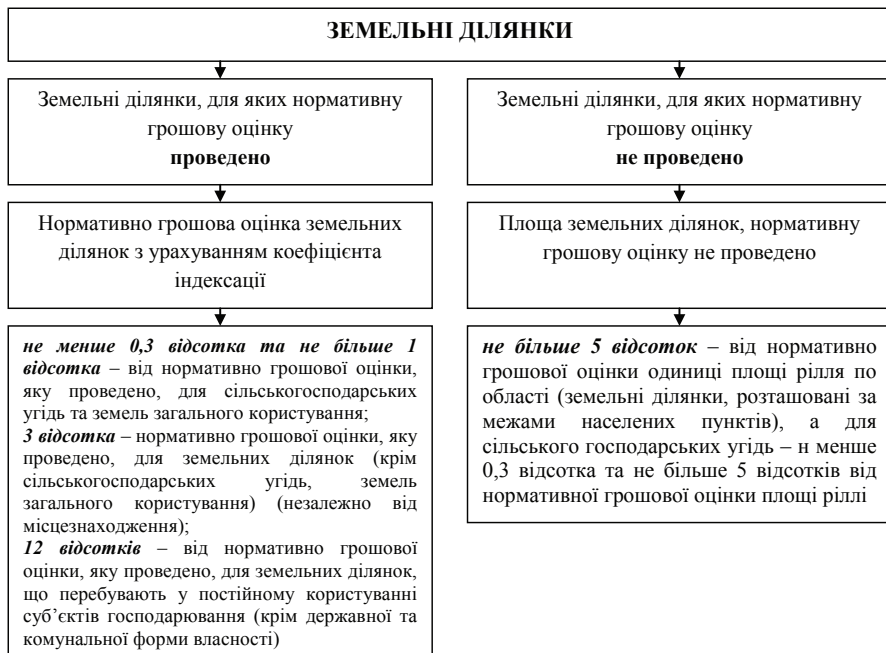 ЗЕМЕЛЬНІ ДІЛЯНКИ
Земельні ділянки, для яких нормативну
грошову оцінку
проведено
Нормативно грошова оцінка земельних
ділянок з урахуванням коефіцієнта
індексації
не менше 0,3 відсотка та не більше 1
відсотка – від нормативно грошової оцінки,
яку проведено, для сільськогосподарських
угідь та земель загального користування;
3 відсотка – нормативно грошової оцінки, яку
проведено, для земельних ділянок (крім
сільськогосподарських угідь, земель
загального користування) (незалежно від
місцезнаходження);
12 відсотків – від нормативно грошової
оцінки, яку проведено, для земельних ділянок,
що перебувають у постійному користуванні
суб’єктів господарювання (крім державної та
комунальної форми власності)
Земельні ділянки, для яких нормативну
грошову оцінку
не проведено
Площа земельних ділянок, нормативну
грошову оцінку не проведено
не більше 5 відсоток – від нормативно
грошової оцінки одиниці площі рілля по
області (земельні ділянки, розташовані за
межами населених пунктів), а для
сільського господарських угідь – н менше
0,3 відсотка та не більше 5 відсотків від
нормативної грошової оцінки площі ріллі